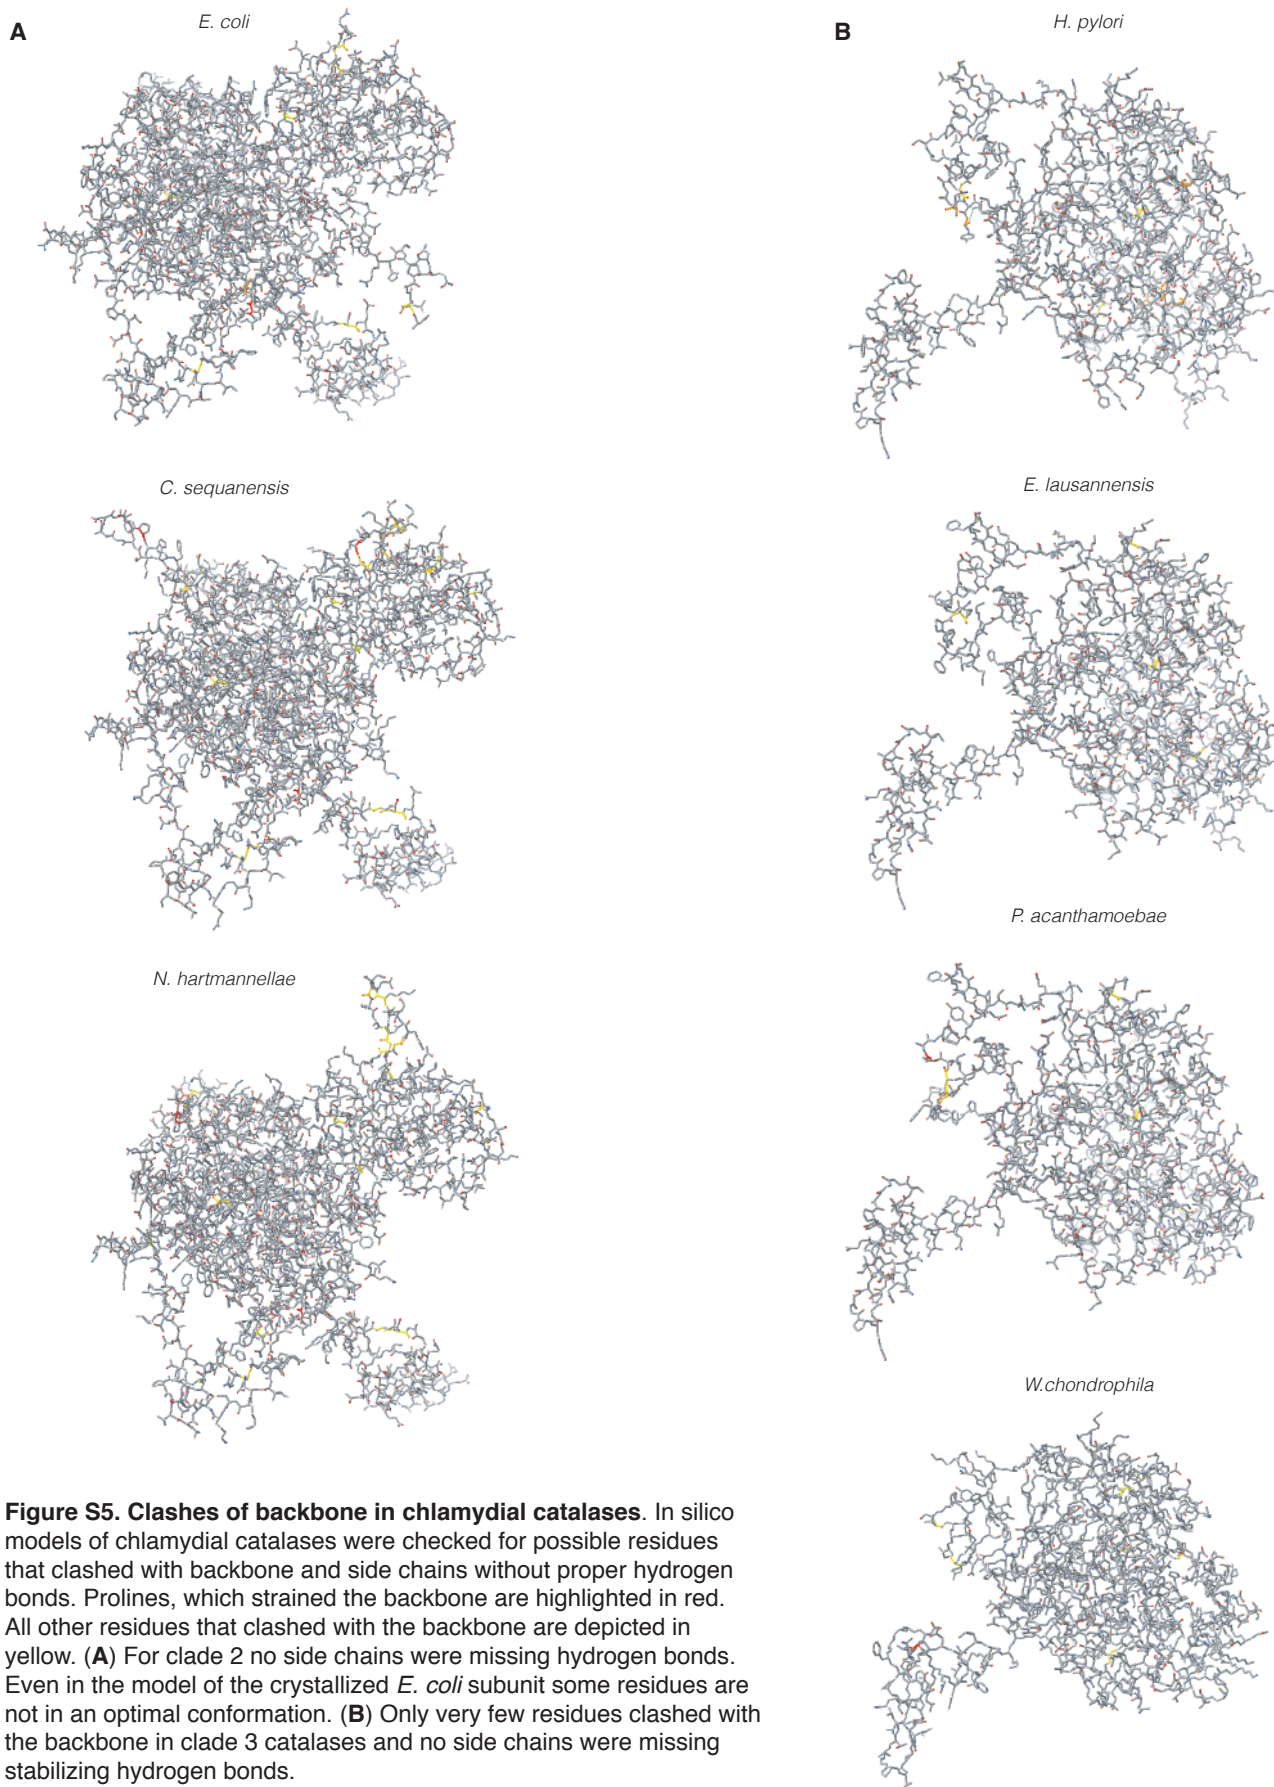 A
E. coli
C. sequanensis
N. hartmannellae
B
H. pylori
E. lausannensis
P. acanthamoebae
W.chondrophila
Figure S5. Clashes of backbone in chlamydial catalases. In silico
models of chlamydial catalases were checked for possible residues
that clashed with backbone and side chains without proper hydrogen
bonds. Prolines, which strained the backbone are highlighted in red.
All other residues that clashed with the backbone are depicted in
yellow. (A) For clade 2 no side chains were missing hydrogen bonds.
Even in the model of the crystallized E. coli subunit some residues are
not in an optimal conformation. (B) Only very few residues clashed with
the backbone in clade 3 catalases and no side chains were missing
stabilizing hydrogen bonds.